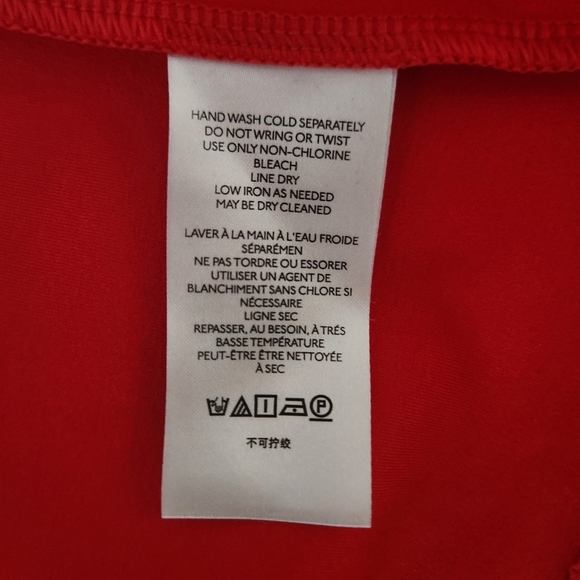 HAND WASH COLD SEPARATELY
DO NOT WRING OR TWIST
USE ONLY NON-CHLORINE
BLEACH
LINE DRY
LOW IRON AS NEEDED
MAY BE DRY CLEANED
LAVER À LA MAIN À L'EAU FROIDE
SÉPARÉMEN
NE PAS TORDRE OU ESSORER
UTILISER UN AGENT DE
BLANCHIMENT SANS CHLORE SI
NÉCESSAIRE
LIGNE SEC
REPASSER, AU BESOIN, À TRÉS
BASSE TEMPÉRATURE
PEUT-ÊTRE ÊTRE NETTOYÉE
À SEC
P
不可拧绞